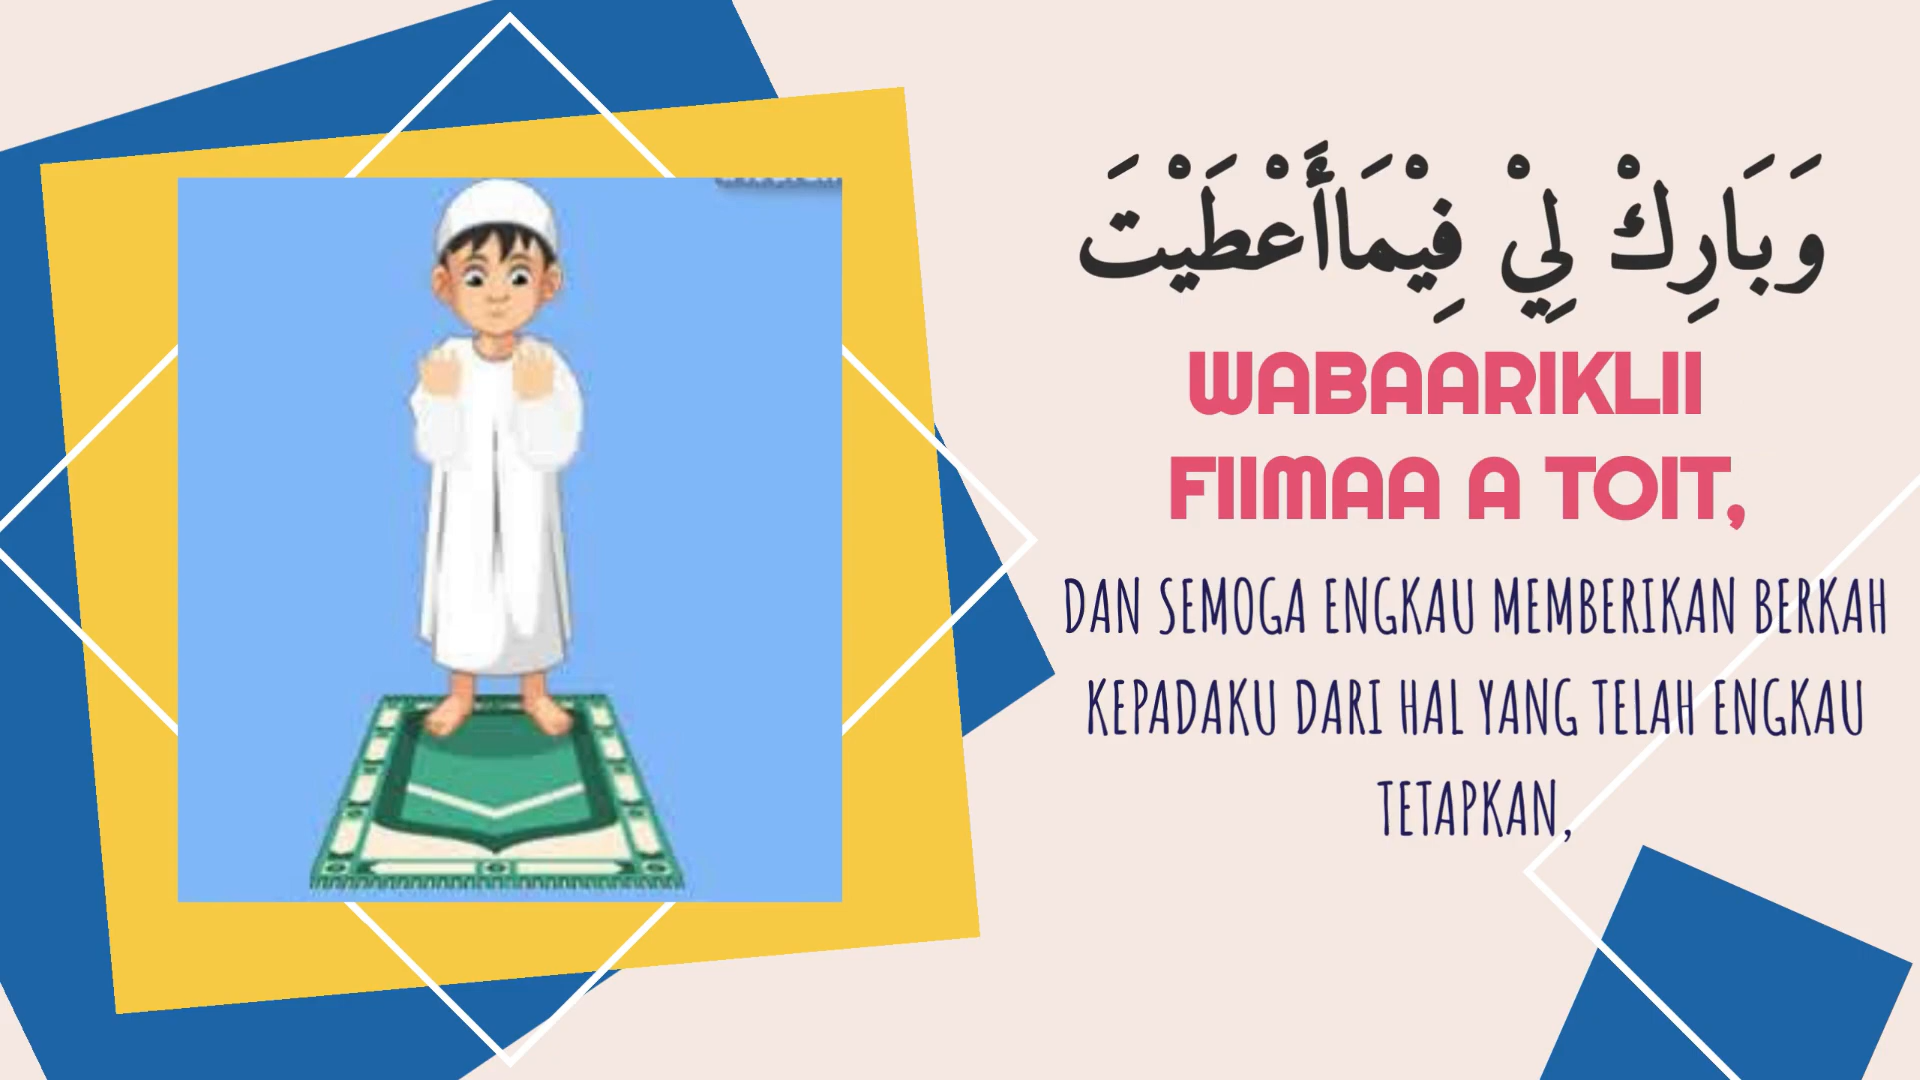 وَبَارِكْ لِيْ فِيْمَاأَعْطَيْتَ
WABAARIKLII
FIIMAA A TOIT,
DAN SEMOGA ENGKAU MEMBERIKAN BERKAH
KEPADAKU DARI HAL YANG TELAH ENGKAU
TETAPKAN,